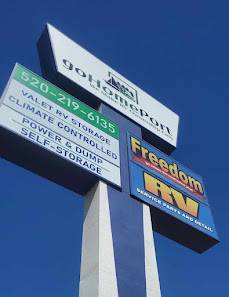 goHomePort
520-219-6135
VALET RV STORAGE
CLIMATE CONTROLLED
POWER & DUMP
SELF-STORAGE
Freedom
RV
SERVICE PARTS AND DETAIL